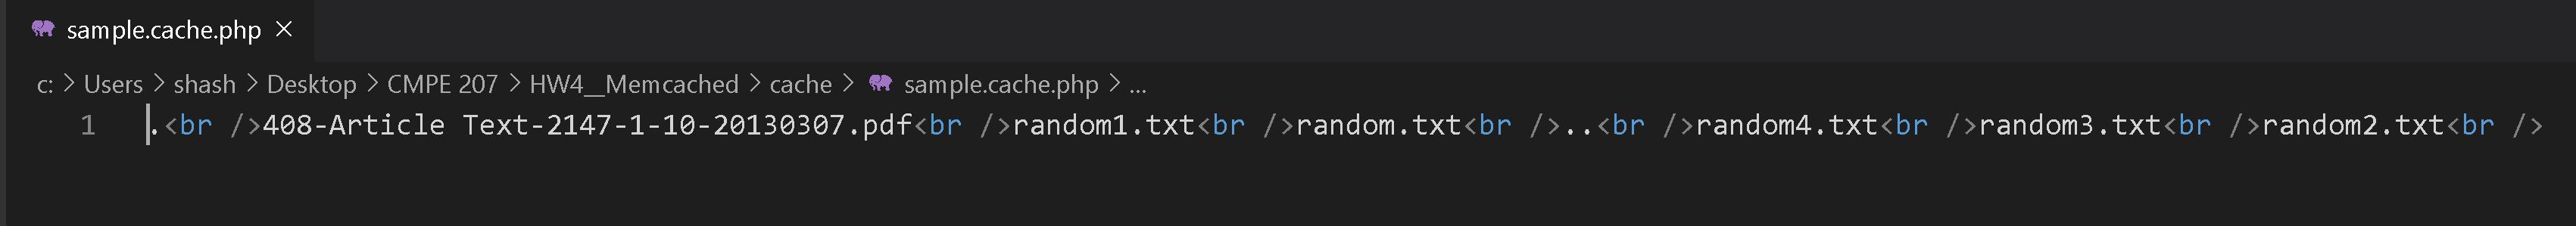 sample.cache.php ×
c: > Users > shash > Desktop > CMPE 207 > HW4__Memcached > cache > sample.cache.php > ...
1 .<br />408-Article Text-2147-1-10-20130307.pdf<br />random1.txt<br />random.txt<br />..<br />random4.txt<br />random3.txt<br />random2.txt<br />